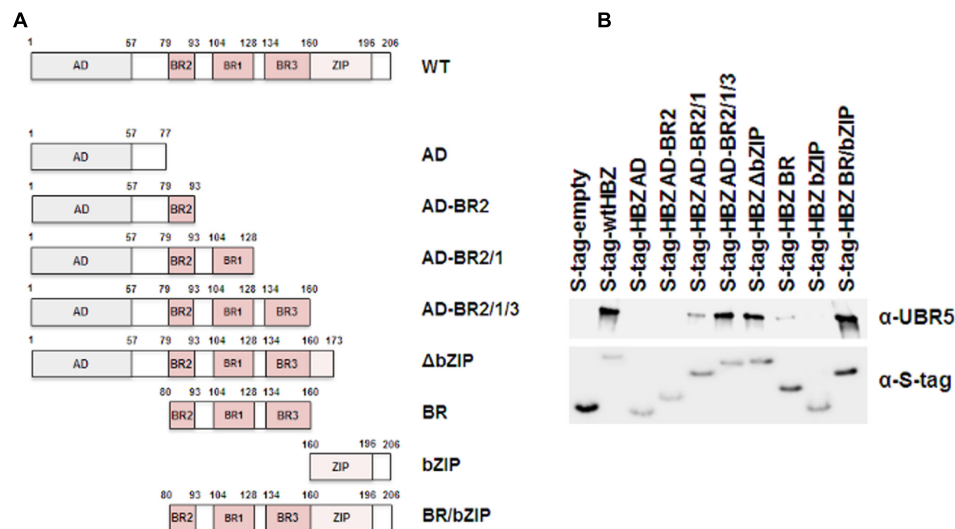 A
1 57 79 93 104 128 134 160 196 206
AD BR2 BR1 BR3 ZIP WT
1 57 77
AD AD
1 57 79 93
AD BR2 AD-BR2
1 57 79 93 104 128
AD BR2 BR1 AD-BR2/1
1 57 79 93 104 128 134 160
AD BR2 BR1 BR3 AD-BR2/1/3
1 57 79 93 104 128 134 160 173
AD BR2 BR1 BR3 ΔbZIP
80 93 104 128 134 160
BR2 BR1 BR3 BR
160 196 206
ZIP bZIP
80 93 104 128 134 160 196 206
BR2 BR1 BR3 ZIP BR/bZIP
B
S-tag-empty
S-tag-wtHBZ
S-tag-HBZ AD
S-tag-HBZ AD-BR2
S-tag-HBZ AD-BR2/1
S-tag-HBZ AD-BR2/1/3
S-tag-HBZ ΔbZIP
S-tag-HBZ BR
S-tag-HBZ bZIP
S-tag-HBZ BR/bZIP
α-UBR5
α-S-tag